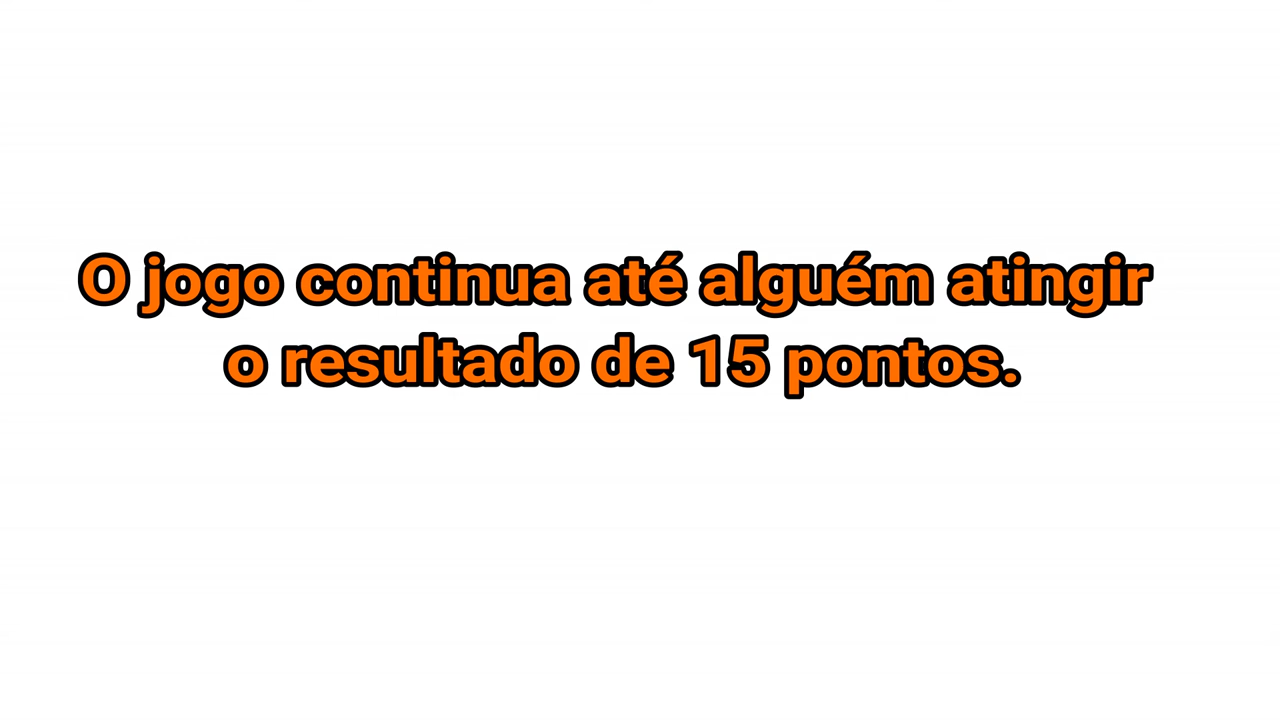 O jogo continua até alguém atingir
o resultado de 15 pontos.